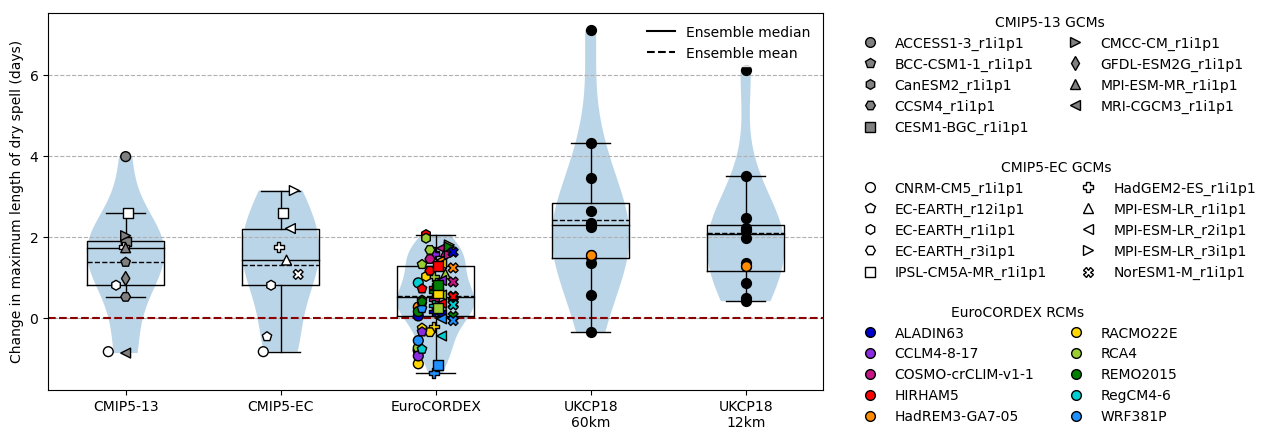 Change in maximum length of dry spell (days)
6
4
2
0
Ensemble median
Ensemble mean
CMIP5-13
CMIP5-EC
EuroCORDEX
UKCP18
60km
UKCP18
12km
CMIP5-13 GCMs
ACCESS1-3_r1i1p1
BCC-CSM1-1_r1i1p1
CanESM2_r1i1p1
CCSM4_r1i1p1
CESM1-BGC_r1i1p1
CMCC-CM_r1i1p1
GFDL-ESM2G_r1i1p1
MPI-ESM-MR_r1i1p1
MRI-CGCM3_r1i1p1
CMIP5-EC GCMs
CNRM-CM5_r1i1p1
EC-EARTH_r12i1p1
EC-EARTH_r1i1p1
EC-EARTH_r3i1p1
IPSL-CM5A-MR_r1i1p1
HadGEM2-ES_r1i1p1
MPI-ESM-LR_r1i1p1
MPI-ESM-LR_r2i1p1
MPI-ESM-LR_r3i1p1
NorESM1-M_r1i1p1
EuroCORDEX RCMs
ALADIN63
CCLM4-8-17
COSMO-crCLIM-v1-1
HIRHAM5
HadREM3-GA7-05
RACMO22E
RCA4
REMO2015
RegCM4-6
WRF381P